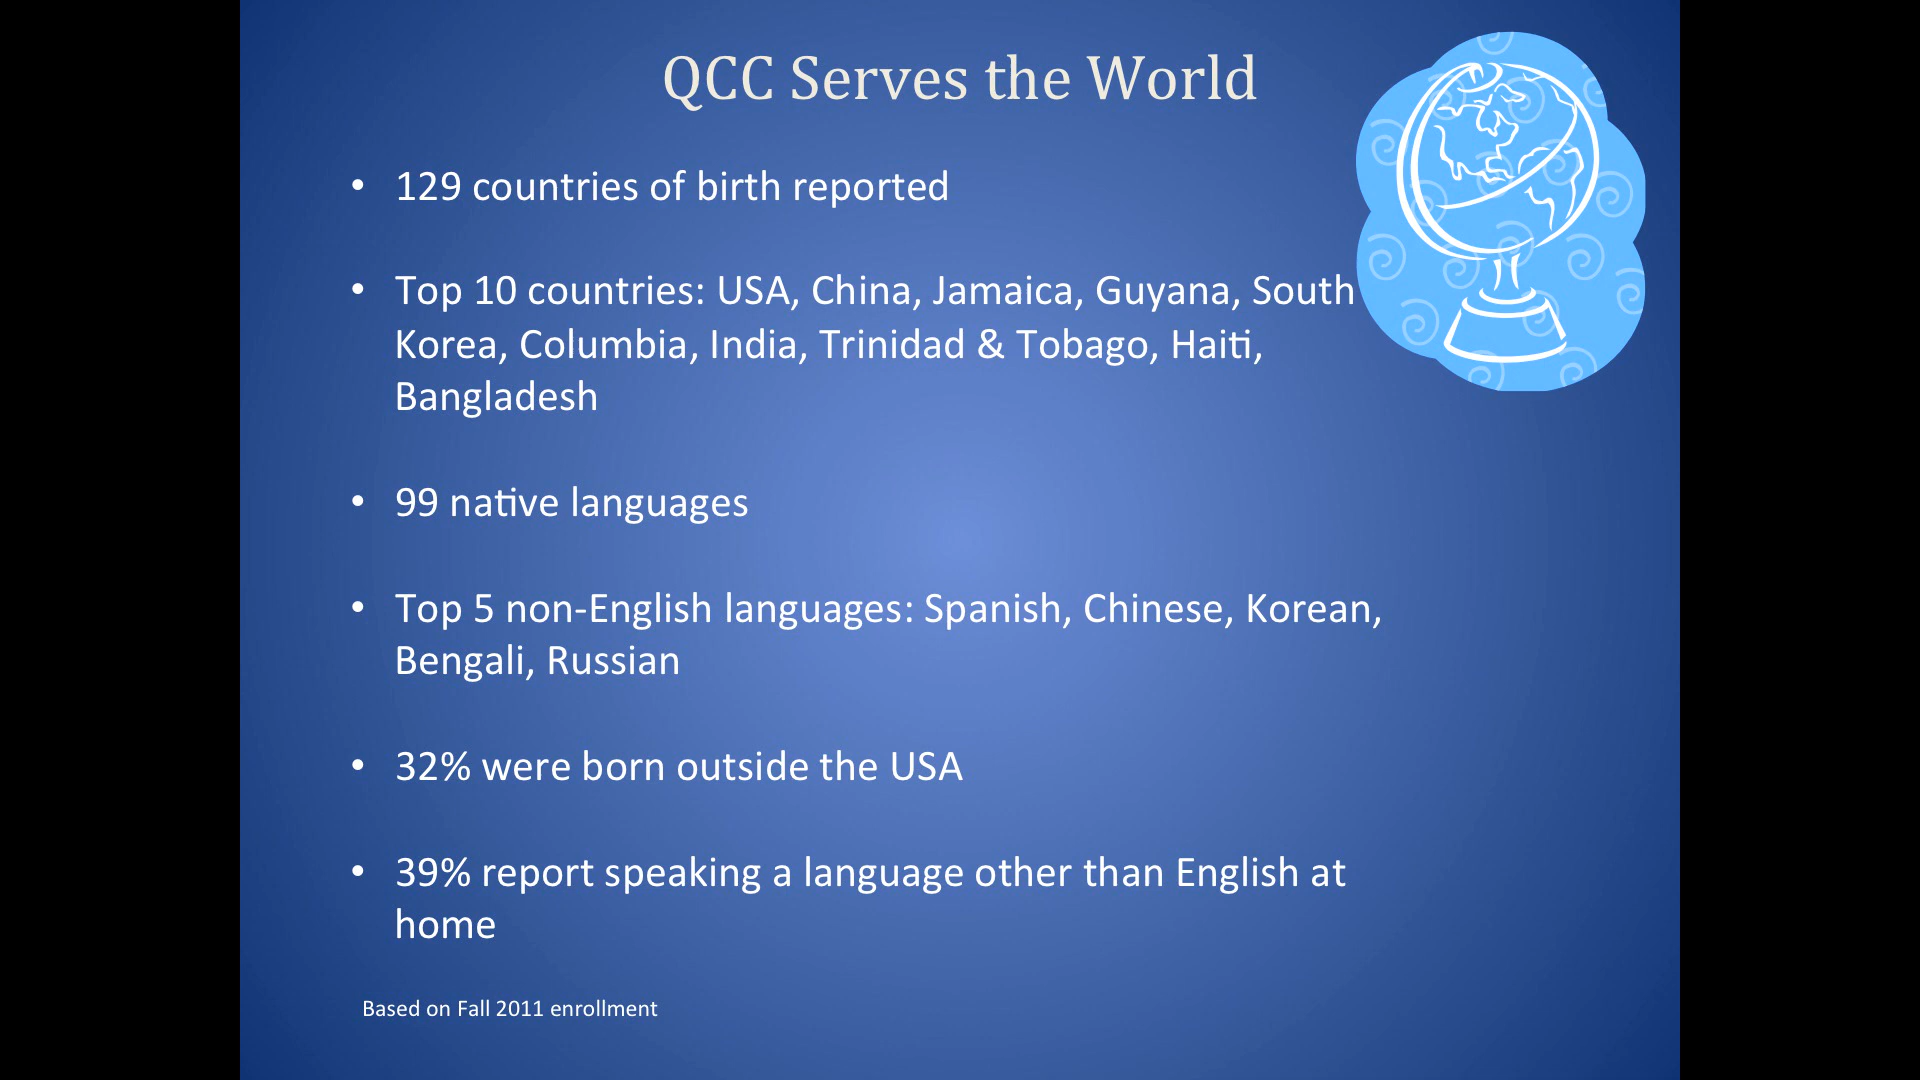 QCC Serves the World
• 129 countries of birth reported
• Top 10 countries: USA, China, Jamaica, Guyana, South
Korea, Columbia, India, Trinidad & Tobago, Haiti,
Bangladesh
• 99 native languages
• Top 5 non-English languages: Spanish, Chinese, Korean,
Bengali, Russian
• 32% were born outside the USA
• 39% report speaking a language other than English at
home
Based on Fall 2011 enrollment